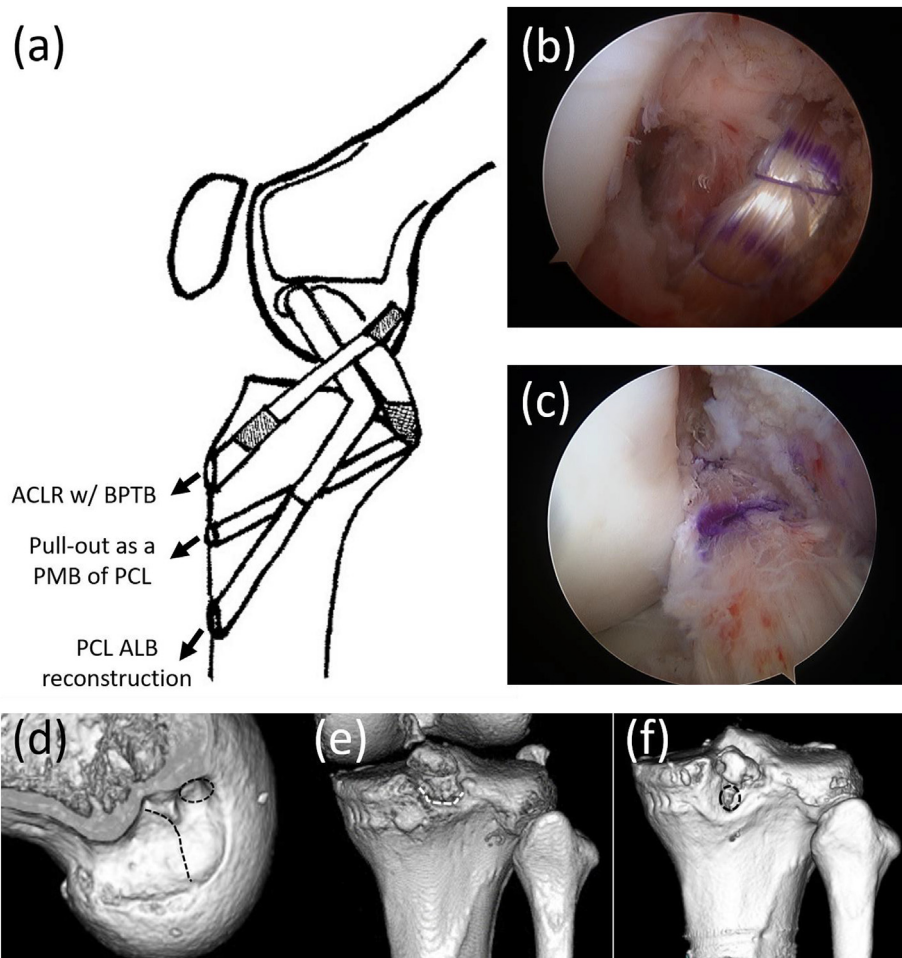 (a)
ACLR w/ BPTB
Pull-out as a
PMB of PCL
PCL ALB
reconstruction
(b)
(c)
(d)
(e)
(f)